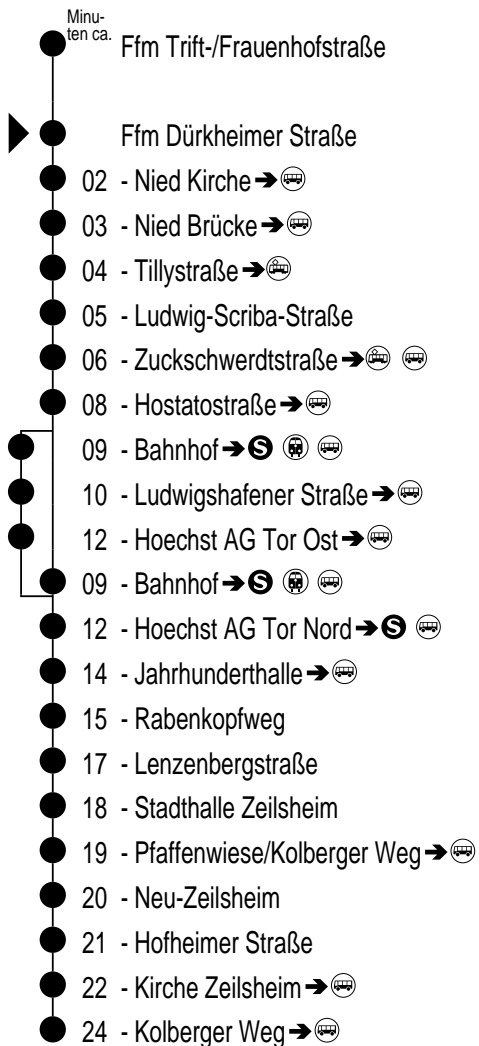 Minu-
ten ca.
Ffm Trift-/Frauenhofstraße
Ffm Dürkheimer Straße
02 - Nied Kirche ➔
03 - Nied Brücke ➔
04 - Tillystraße ➔
05 - Ludwig-Scriba-Straße
06 - Zuckschwerdtstraße ➔
08 - Hostatostraße ➔
09 - Bahnhof ➔ S
10 - Ludwigshafener Straße ➔
12 - Hoechst AG Tor Ost ➔
09 - Bahnhof ➔ S
12 - Hoechst AG Tor Nord ➔ S
14 - Jahrhunderthalle ➔
15 - Rabenkopfweg
17 - Lenzenbergstraße
18 - Stadthalle Zeilsheim
19 - Pfaffenwiese/Kolberger Weg ➔
20 - Neu-Zeilsheim
21 - Hofheimer Straße
22 - Kirche Zeilsheim ➔
24 - Kolberger Weg ➔